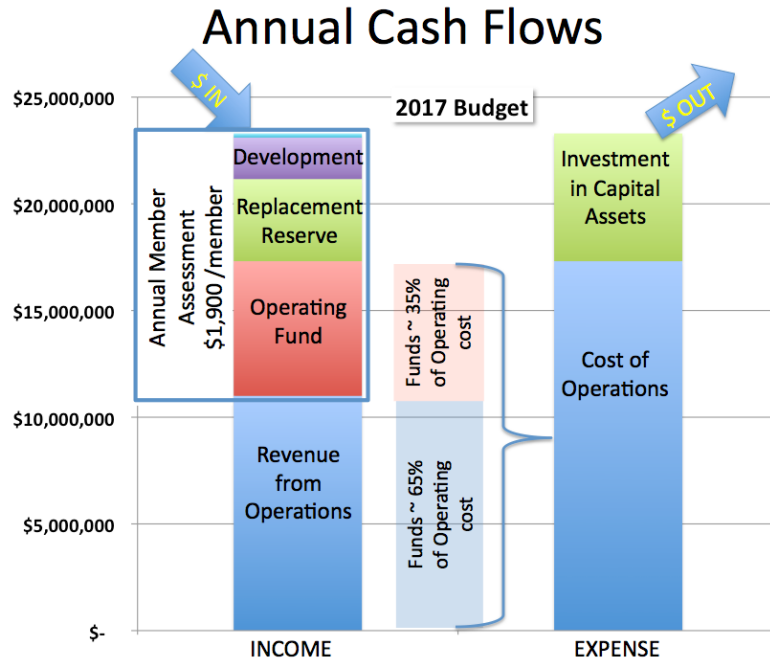 Annual Cash Flows
$ IN
$ OUT
2017 Budget
$25,000,000
$20,000,000
$15,000,000
$10,000,000
$5,000,000
$-
Annual Member
Assessment
$1,900 /member
Development
Replacement
Reserve
Operating
Fund
Revenue
from
Operations
Funds ~ 35%
of Operating
cost
Funds ~ 65%
of Operating
cost
Investment
in Capital
Assets
Cost of
Operations
INCOME
EXPENSE